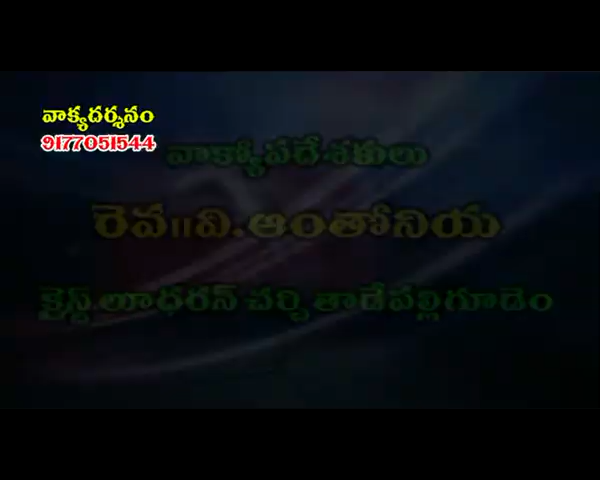 వాక్యదర్శనం
9177051544
వాక్యోపదేశకులు
రెవ॥వి.ఆంతోనియ
క్రైస్ట్ లూథరన్ చర్చి తాడేపల్లిగూడెం